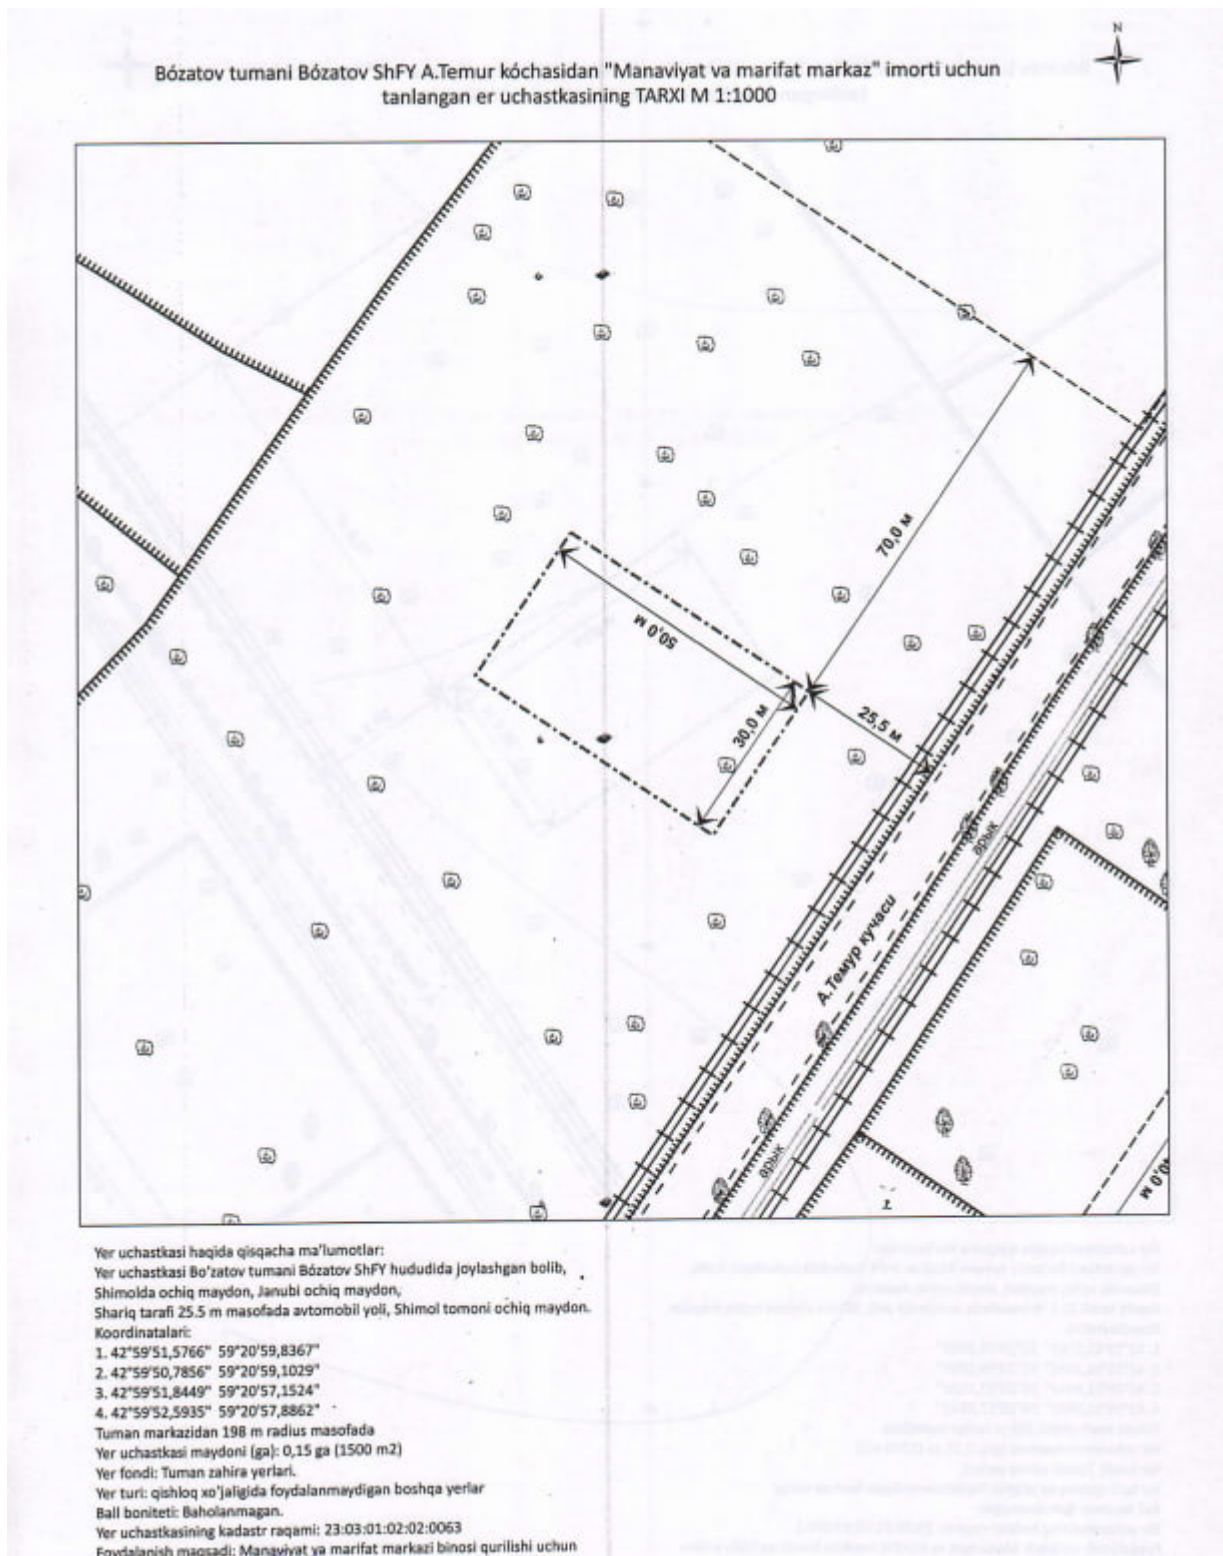 N
Bózatov tumani Bózatov ShFY A.Temur kóchasidan "Manaviyat va marifat markaz" imorti uchun
tanlangan er uchastkasining TARXI M 1:1000
70,0 м
50,0 м
30,0 м
25,5 м
арык
А.Темур кучаси
арык
0,0 м
Yer uchastkasi haqida qisqacha ma'lumotlar:
Yer uchastkasi Bo'zatov tumani Bózatov ShFY hududida joylashgan bolib,
Shimolda ochiq maydon, Janubi ochiq maydon,
Shariq tarafi 25.5 m masofada avtomobil yoli, Shimol tomoni ochiq maydon.
Koordinatalari:
1. 42°59'51,5766" 59°20'59,8367"
2. 42°59'50,7856" 59°20'59,1029"
3. 42°59'51,8449" 59°20'57,1524"
4. 42°59'52,5935" 59°20'57,8862"
Tuman markazidan 198 m radius masofada
Yer uchastkasi maydoni (ga): 0,15 ga (1500 m2)
Yer fondi: Tuman zahira yerlari.
Yer turi: qishloq xo'jaligida foydalanmaydigan boshqa yerlar
Ball boniteti: Baholanmagan.
Yer uchastkasining kadastr raqami: 23:03:01:02:02:0063
Foydalanish maqsadi: Manaviyat va marifat markazi binosi qurilishi uchun